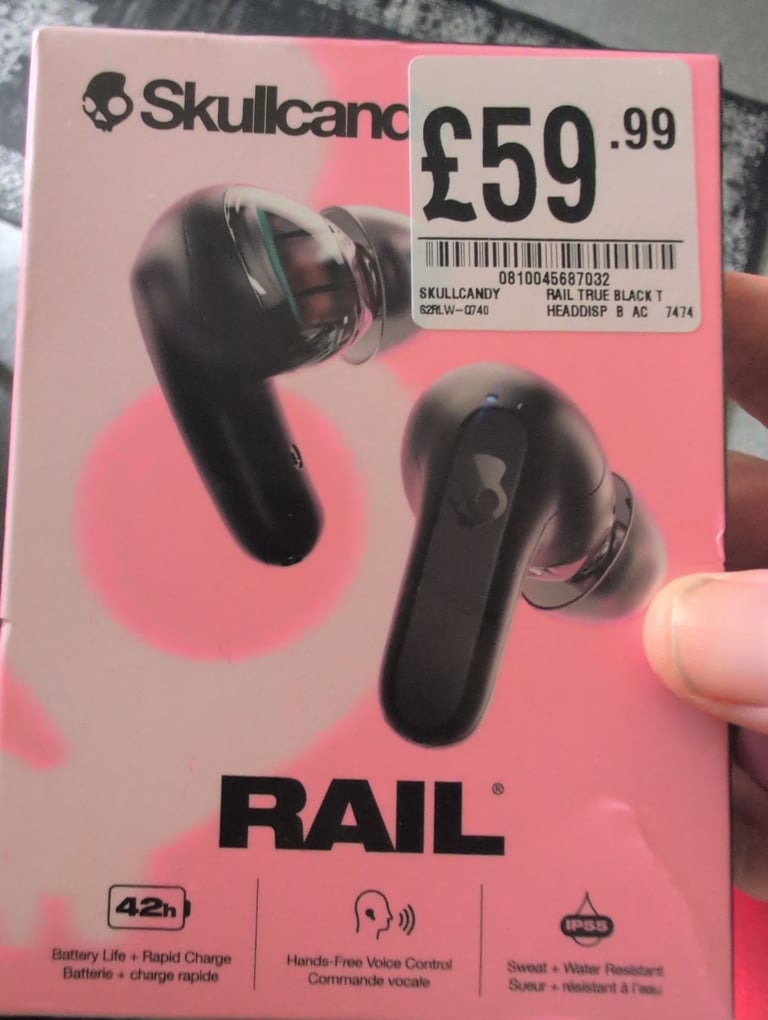 Skullcand
£59.99
0810045687032
SKULLCANDY RAIL TRUE BLACK T
S2RLW-Q740 HEADDISP B AC 7474
RAIL®
42h
Battery Life + Rapid Charge
Batterie + charge rapide
Hands-Free Voice Control
Commande vocale
IP55
Sweat + Water Resistant
Sueur + résistant à l'eau